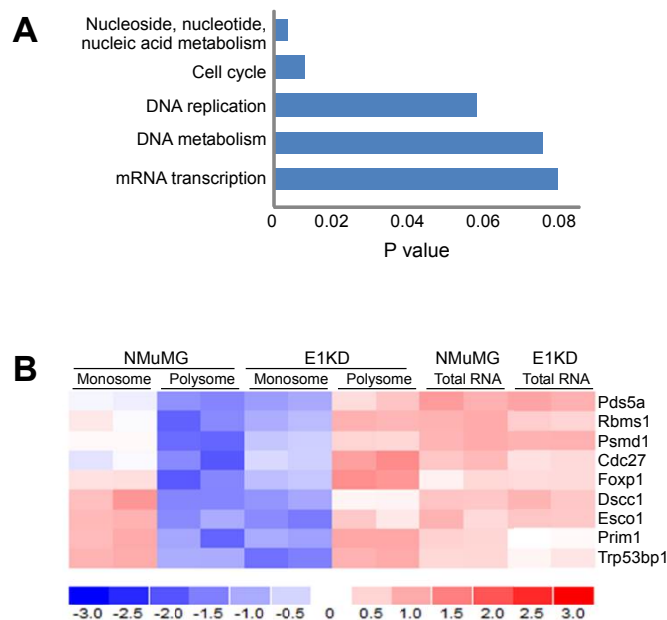 A
Nucleoside, nucleotide,
nucleic acid metabolism
Cell cycle
DNA replication
DNA metabolism
mRNA transcription
0 0.02 0.04 0.06 0.08
P value
B
NMuMG E1KD NMuMG E1KD
Monosome Polysome Monosome Polysome Total RNA Total RNA
Pds5a
Rbms1
Psmd1
Cdc27
Foxp1
Dscc1
Esco1
Prim1
Trp53bp1
-3.0 -2.5 -2.0 -1.5 -1.0 -0.5 0 0.5 1.0 1.5 2.0 2.5 3.0